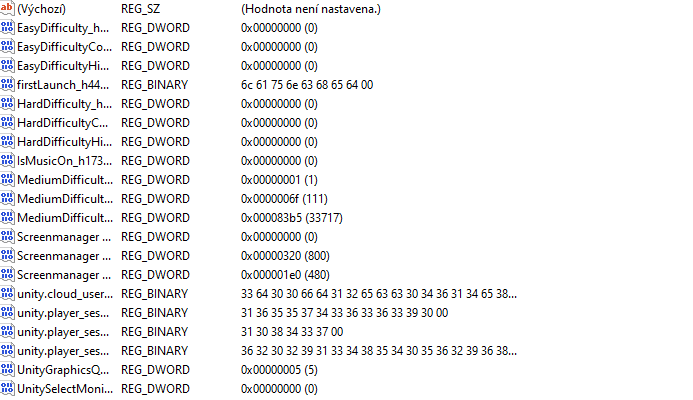 (Výchozí) REG_SZ (Hodnota není nastavena.)
EasyDifficulty_h... REG_DWORD 0x00000000 (0)
EasyDifficultyCo... REG_DWORD 0x00000000 (0)
EasyDifficultyHi... REG_DWORD 0x00000000 (0)
firstLaunch_h44... REG_BINARY 6c 61 75 6e 63 68 65 64 00
HardDifficulty_h... REG_DWORD 0x00000000 (0)
HardDifficultyC... REG_DWORD 0x00000000 (0)
HardDifficultyHi... REG_DWORD 0x00000000 (0)
IsMusicOn_h173... REG_DWORD 0x00000000 (0)
MediumDifficult... REG_DWORD 0x00000001 (1)
MediumDifficult... REG_DWORD 0x0000006f (111)
MediumDifficult... REG_DWORD 0x000083b5 (33717)
Screenmanager ... REG_DWORD 0x00000000 (0)
Screenmanager ... REG_DWORD 0x00000320 (800)
Screenmanager ... REG_DWORD 0x000001e0 (480)
unity.cloud_user... REG_BINARY 33 64 30 30 66 64 31 32 65 63 63 30 34 36 31 34 65 38...
unity.player_ses... REG_BINARY 31 36 35 35 37 34 33 36 33 36 33 39 30 00
unity.player_ses... REG_BINARY 31 30 38 34 33 37 00
unity.player_ses... REG_BINARY 36 32 30 32 39 31 33 34 38 35 34 30 35 36 32 39 36 38...
UnityGraphicsQ... REG_DWORD 0x00000005 (5)
UnitySelectMoni... REG_DWORD 0x00000000 (0)